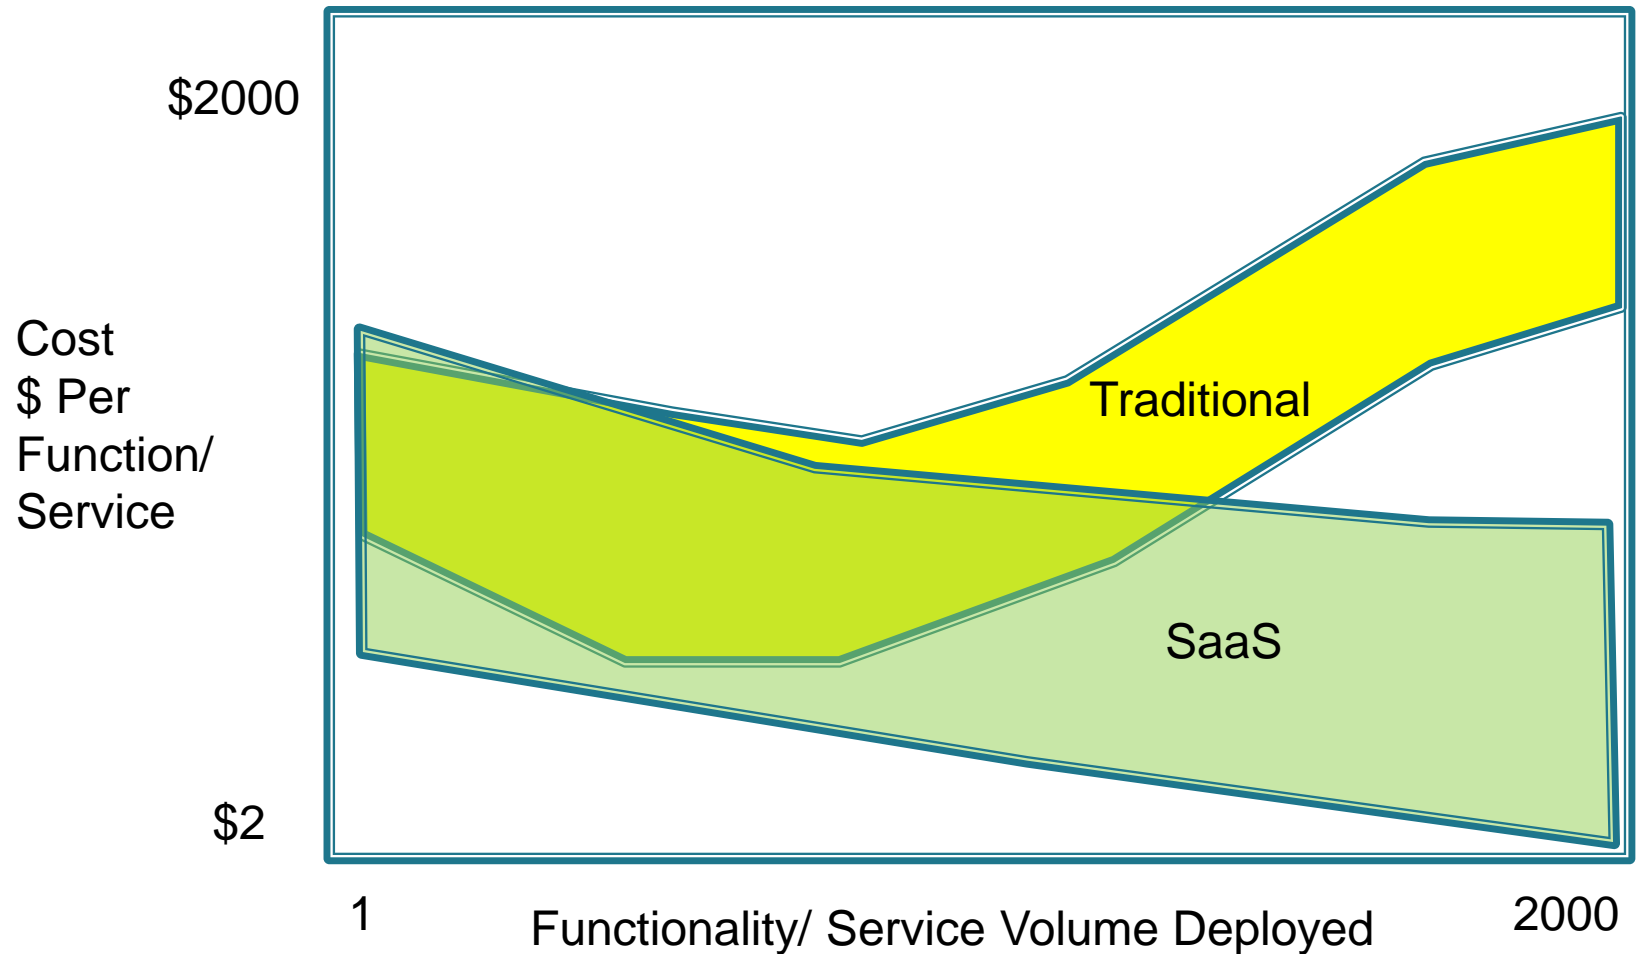 $2000
Cost
$ Per
Function/
Service
Traditional
SaaS
$2
1
2000
Functionality/ Service Volume Deployed